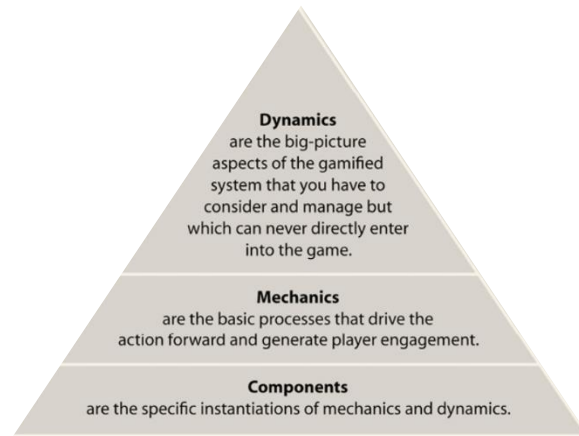 Dynamics
are the big-picture
aspects of the gamified
system that you have to
consider and manage but
which can never directly enter
into the game.
Mechanics
are the basic processes that drive the
action forward and generate player engagement.
Components
are the specific instantiations of mechanics and dynamics.